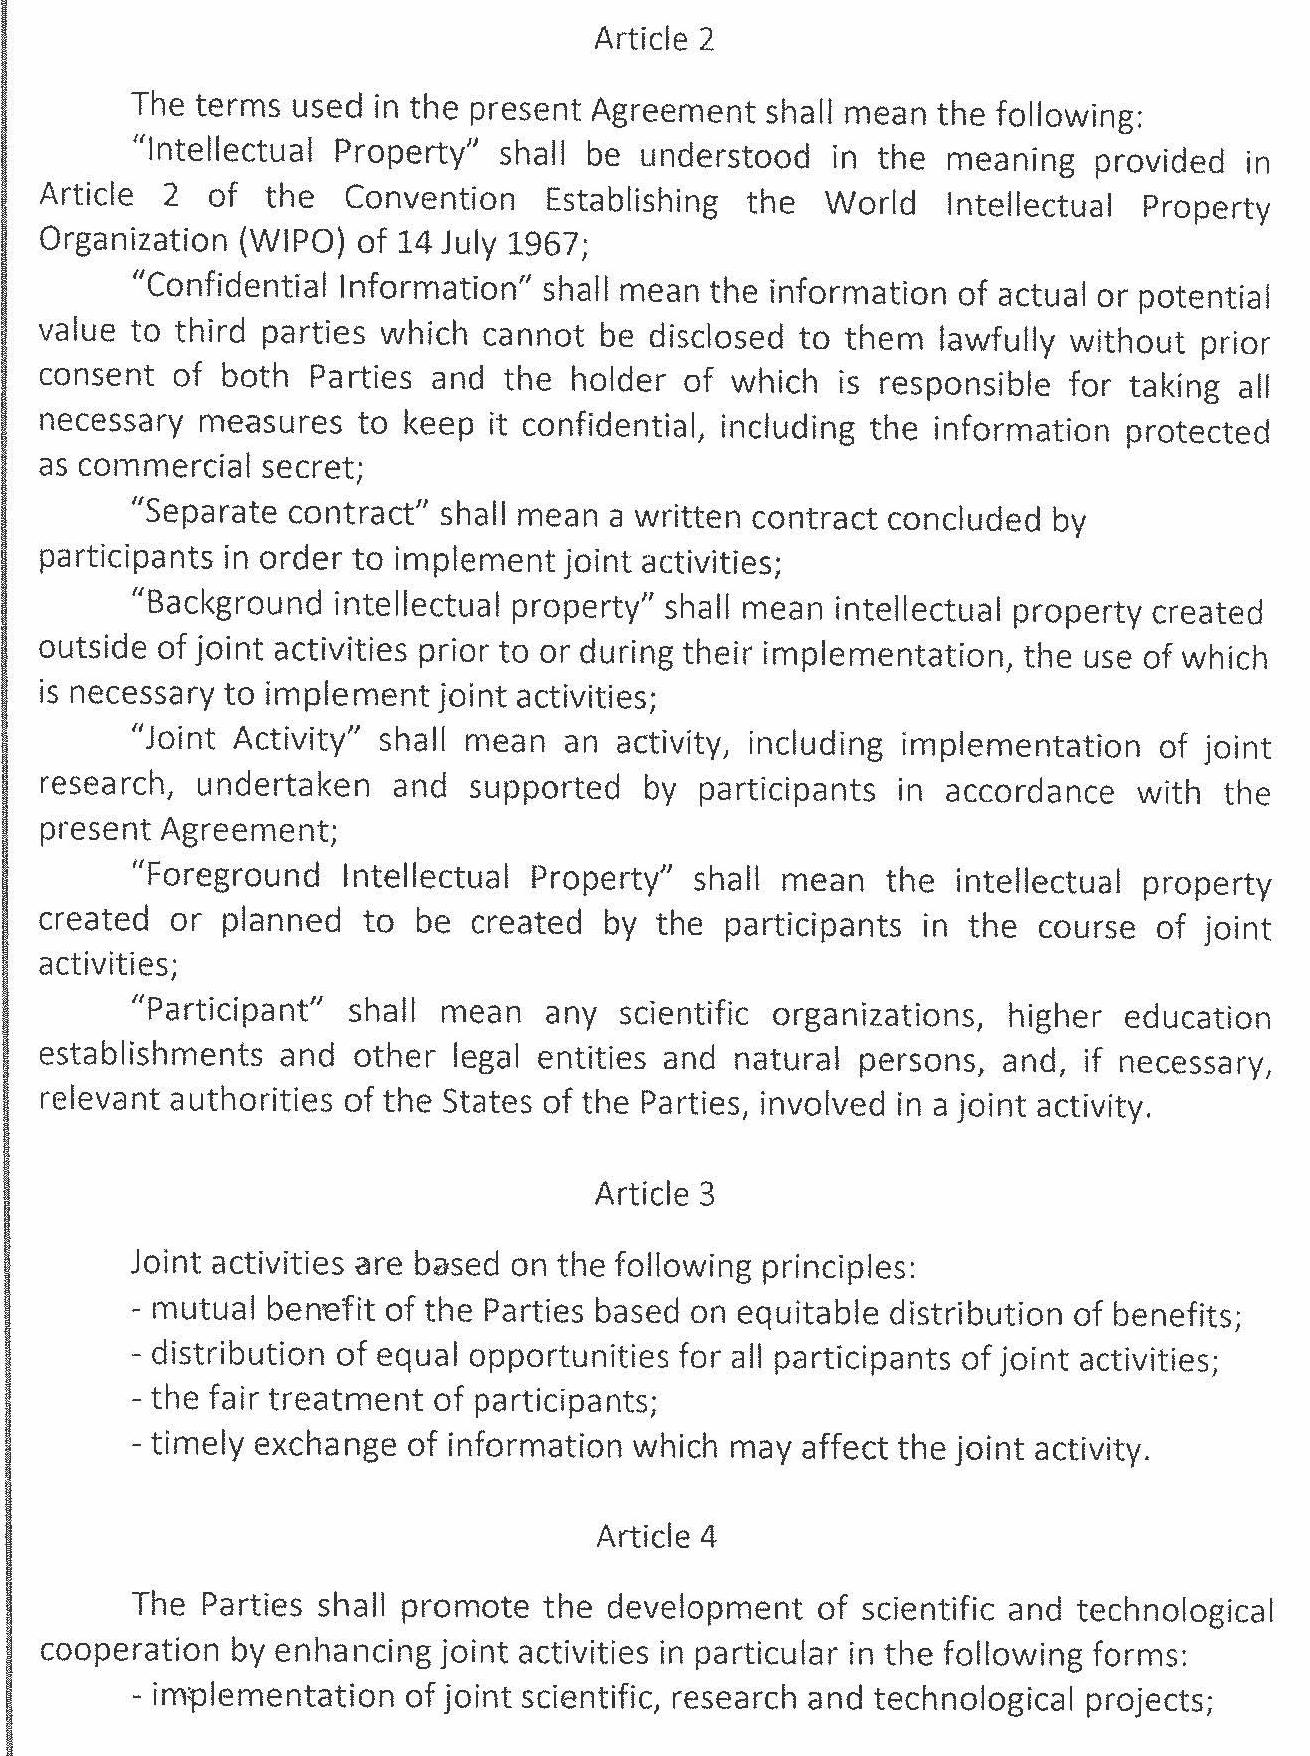 Article 2
The terms used in the present Agreement shall mean the following:
“Intellectual Property” shall be understood in the meaning provided in
Article 2 of the Convention Establishing the World Intellectual Property
Organization (WIPO) of 14 July 1967;
“Confidential Information” shall mean the information of actual or potential
value to third parties which cannot be disclosed to them lawfully without prior
consent of both Parties and the holder of which is responsible for taking all
necessary measures to keep it confidential, including the information protected
as commercial secret;
“Separate contract” shall mean a written contract concluded by
participants in order to implement joint activities;
“Background intellectual property” shall mean intellectual property created
outside of joint activities prior to or during their implementation, the use of which
is necessary to implement joint activities;
“Joint Activity” shall mean an activity, including implementation of joint
research, undertaken and supported by participants in accordance with the
present Agreement;
“Foreground Intellectual Property” shall mean the intellectual property
created or planned to be created by the participants in the course of joint
activities;
“Participant” shall mean any scientific organizations, higher education
establishments and other legal entities and natural persons, and, if necessary,
relevant authorities of the States of the Parties, involved in a joint activity.
Article 3
Joint activities are based on the following principles:
- mutual benefit of the Parties based on equitable distribution of benefits;
- distribution of equal opportunities for all participants of joint activities;
- the fair treatment of participants;
- timely exchange of information which may affect the joint activity.
Article 4
The Parties shall promote the development of scientific and technological
cooperation by enhancing joint activities in particular in the following forms:
- implementation of joint scientific, research and technological projects;